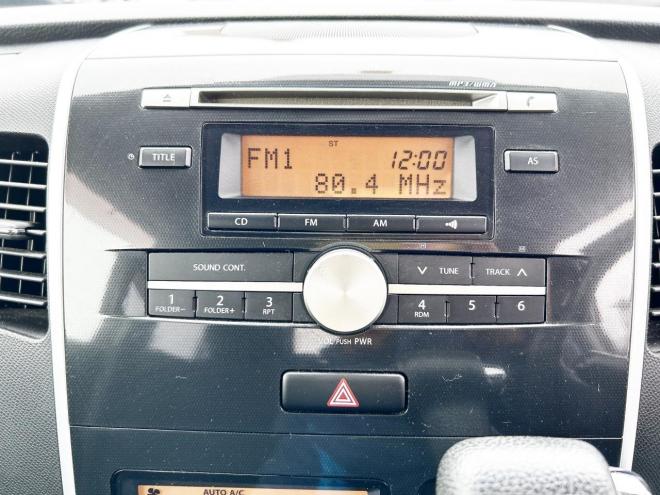 MP3/WMA
TITLE
ST
FM1 12:00
80.4 MHz
AS
CD FM AM
SOUND CONT.
TUNE TRACK
1 2 3 4 5 6
FOLDER- FOLDER+ RPT RDM
VOL PUSH PWR
AUTO A/C